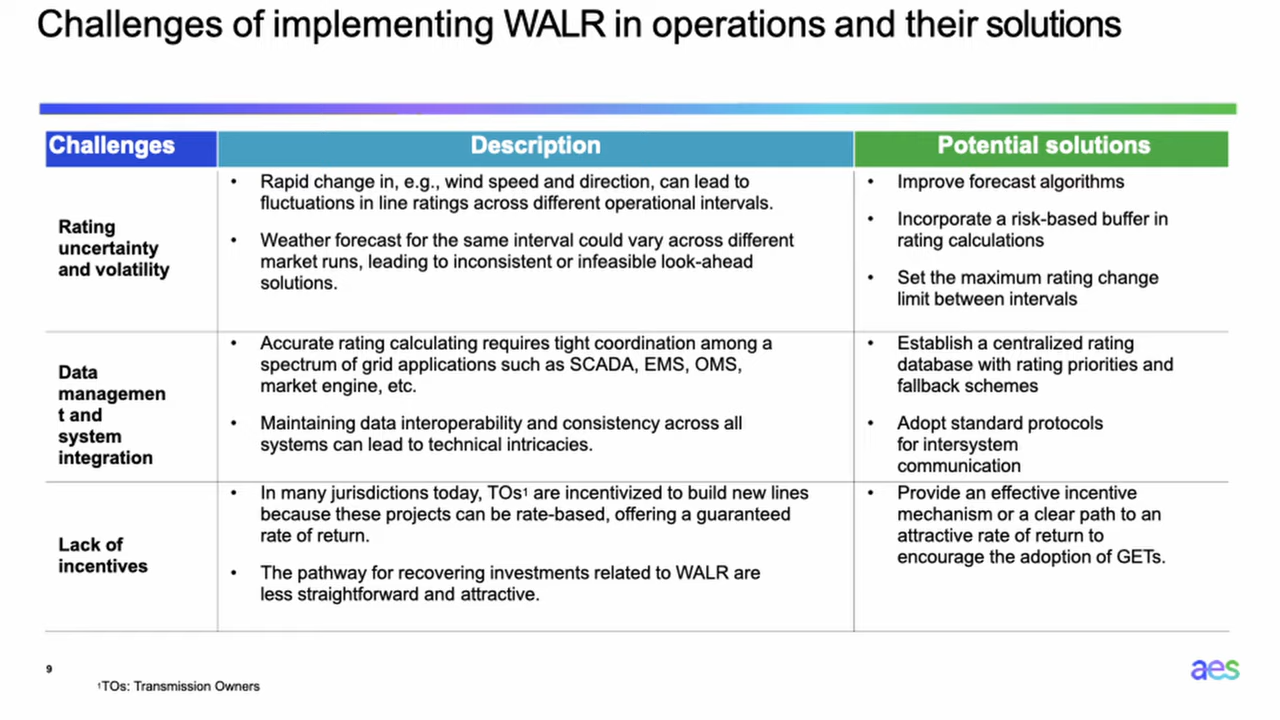 Challenges of implementing WALR in operations and their solutions
Challenges
Description
Potential solutions
Rating
uncertainty
and volatility
• Rapid change in, e.g., wind speed and direction, can lead to
fluctuations in line ratings across different operational intervals.
• Weather forecast for the same interval could vary across different
market runs, leading to inconsistent or infeasible look-ahead
solutions.
• Improve forecast algorithms
• Incorporate a risk-based buffer in
rating calculations
• Set the maximum rating change
limit between intervals
Data
managemen
t and
system
integration
• Accurate rating calculating requires tight coordination among a
spectrum of grid applications such as SCADA, EMS, OMS,
market engine, etc.
• Maintaining data interoperability and consistency across all
systems can lead to technical intricacies.
• Establish a centralized rating
database with rating priorities and
fallback schemes
• Adopt standard protocols
for intersystem
communication
Lack of
incentives
• In many jurisdictions today, TOs¹ are incentivized to build new lines
because these projects can be rate-based, offering a guaranteed
rate of return.
• The pathway for recovering investments related to WALR are
less straightforward and attractive.
• Provide an effective incentive
mechanism or a clear path to an
attractive rate of return to
encourage the adoption of GETs.
9
¹TOs: Transmission Owners
aes